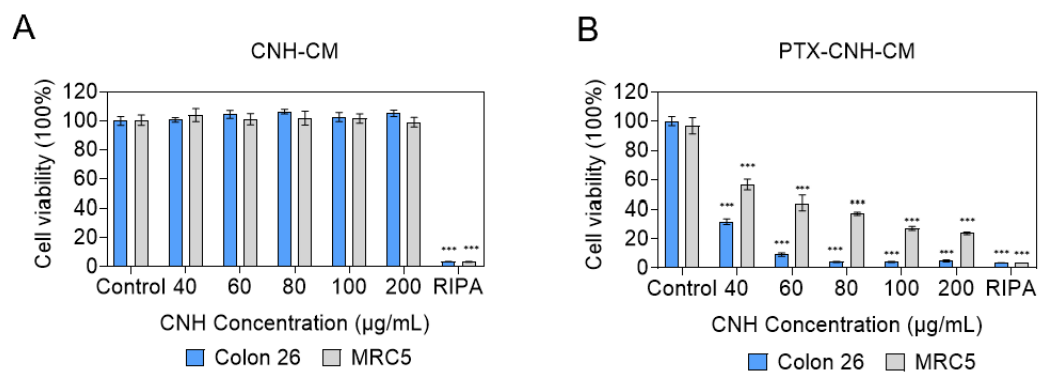 A
CNH-CM
Cell viability (100%)
120
100
80
60
40
20
0
*** ***
Control 40 60 80 100 200 RIPA
CNH Concentration (µg/mL)
Colon 26 MRC5
B
PTX-CNH-CM
Cell viability (100%)
120
100
80
60
40
20
0
*** *** *** *** *** *** *** *** *** *** *** ***
Control 40 60 80 100 200 RIPA
CNH Concentration (µg/mL)
Colon 26 MRC5